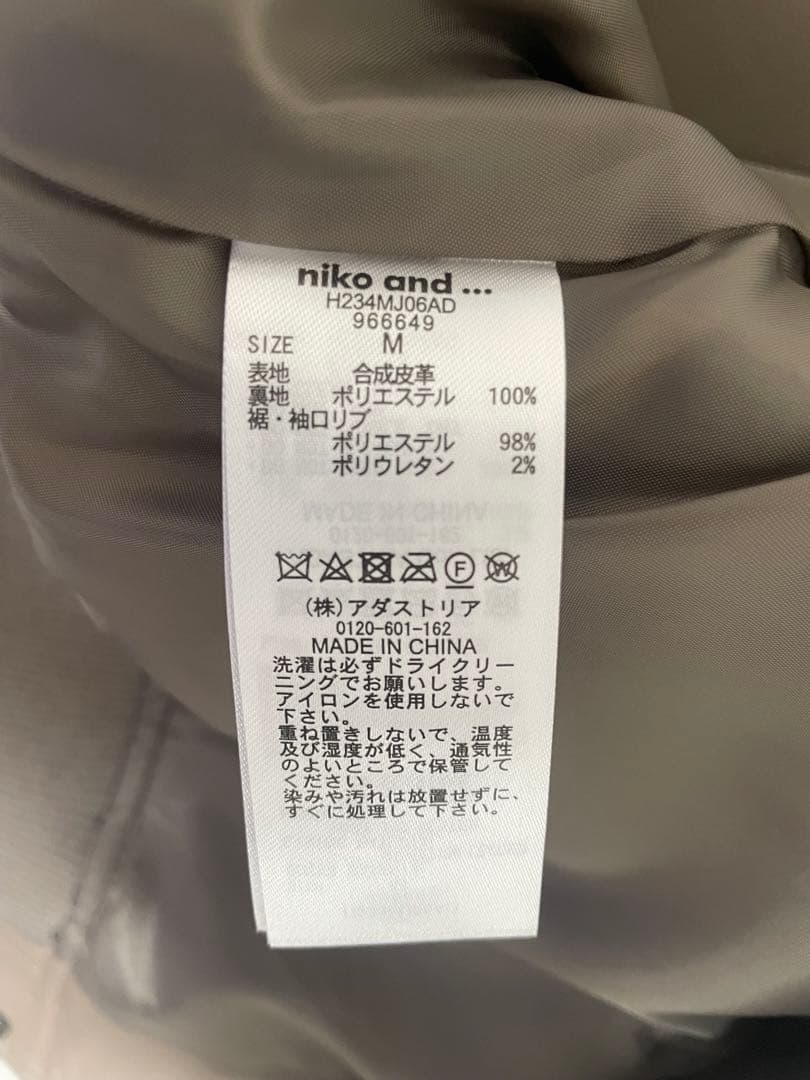 niko and ...
H234MJ06AD
966649
SIZE M
表地 合成皮革
裏地 ポリエステル 100%
裾・袖口リブ
ポリエステル 98%
ポリウレタン 2%
F W
(株)アダストリア
0120-601-162
MADE IN CHINA
洗濯は必ずドライクリー
ニングでお願いします。
アイロンを使用しないで
下さい。
重ね置きしないで、温度
及び湿度が低く、通気性
のよいところで保管して
ください。
染みや汚れは放置せずに、
すぐに処理して下さい。